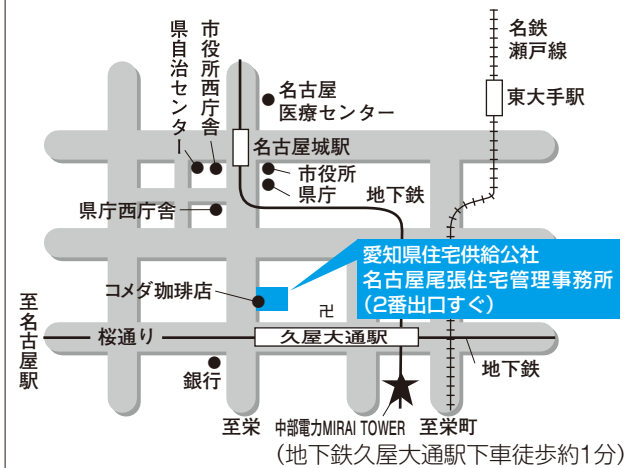 名鉄
瀬戸線
東大手駅
県自治センター
市役所西庁舎
名古屋
医療センター
名古屋城駅
市役所
県庁
地下鉄
県庁西庁舎
愛知県住宅供給公社
名古屋尾張住宅管理事務所
（2番出口すぐ）
コメダ珈琲店
卍
至名古屋駅
桜通り
久屋大通駅
地下鉄
銀行
至栄
中部電力MIRAI TOWER
至栄町
（地下鉄久屋大通駅下車徒歩約1分）